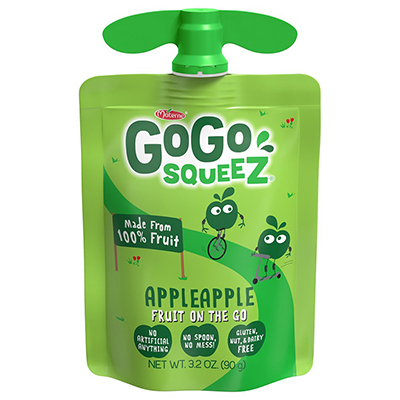 Materne
GoGo
SQUEEZ
Made From
100% Fruit
APPLEAPPLE
FRUIT ON THE GO
NO
ARTIFICIAL
ANYTHING
NO SPOON,
NO MESS!
GLUTEN,
NUT, & DAIRY
FREE
NET WT. 3.2 OZ (90g)